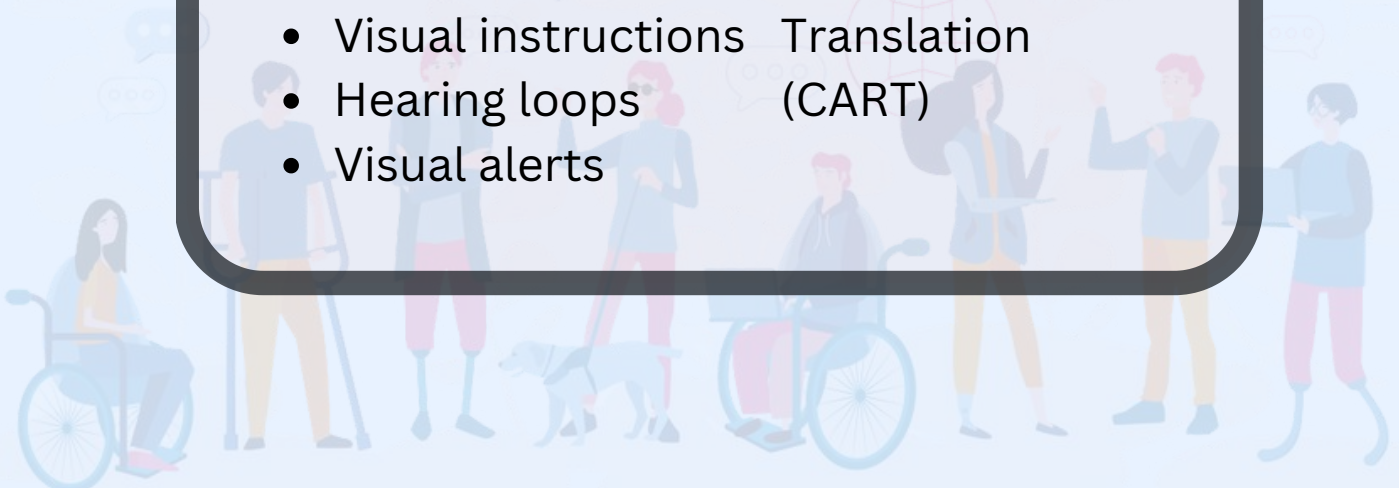 • Visual instructions
• Hearing loops
• Visual alerts
Translation
(CART)